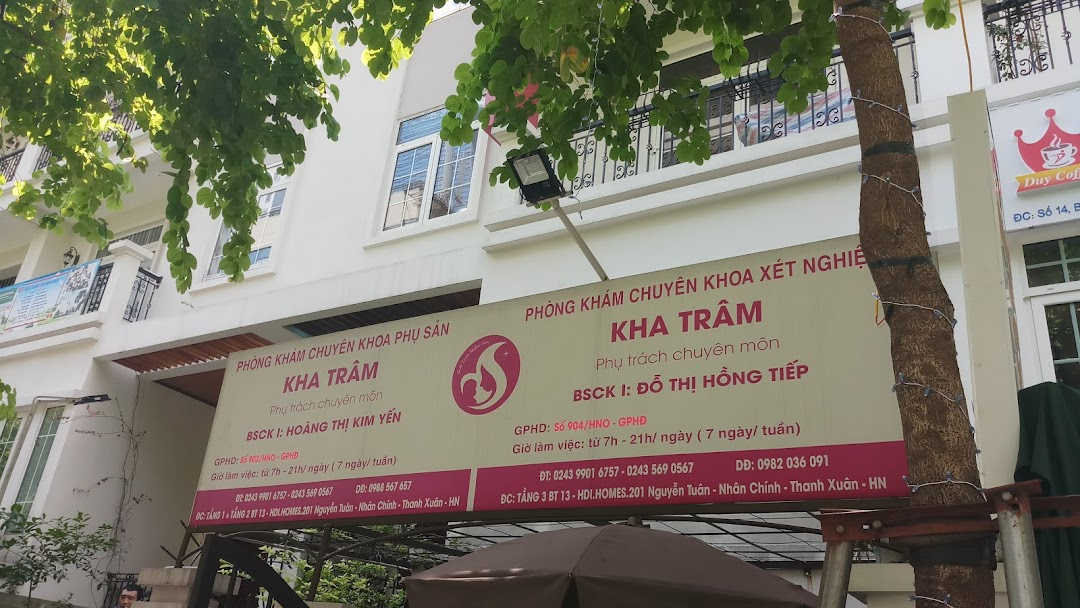 PHÒNG KHÁM CHUYÊN KHOA PHỤ SẢN
KHA TRÂM
Phụ trách chuyên môn
BSCK I: HOÀNG THỊ KIM YẾN
GPHD: Số 903/HNO - GPHĐ
Giờ làm việc: từ 7h - 21h/ ngày ( 7 ngày/ tuần)
ĐT: 0243 9901 6757 - 0243 569 0567 DĐ: 0988 567 657
ĐC: TẦNG 1 + TẦNG 2 BT 13 - HDI.HOMES.201 Nguyễn Tuân - Nhân Chính - Thanh Xuân - HN
PHÒNG KHÁM CHUYÊN KHOA XÉT NGHIỆ
KHA TRÂM
Phụ trách chuyên môn
BSCK I: ĐỖ THỊ HỒNG TIẾP
GPHD: Số 904/HNO - GPHĐ
Giờ làm việc: từ 7h - 21h/ ngày ( 7 ngày/ tuần)
ĐT: 0243 9901 6757 - 0243 569 0567 DĐ: 0982 036 091
ĐC: TẦNG 3 BT 13 - HDI.HOMES.201 Nguyễn Tuân - Nhân Chính - Thanh Xuân - HN
Duy Coff
ĐC: SỐ 14, B